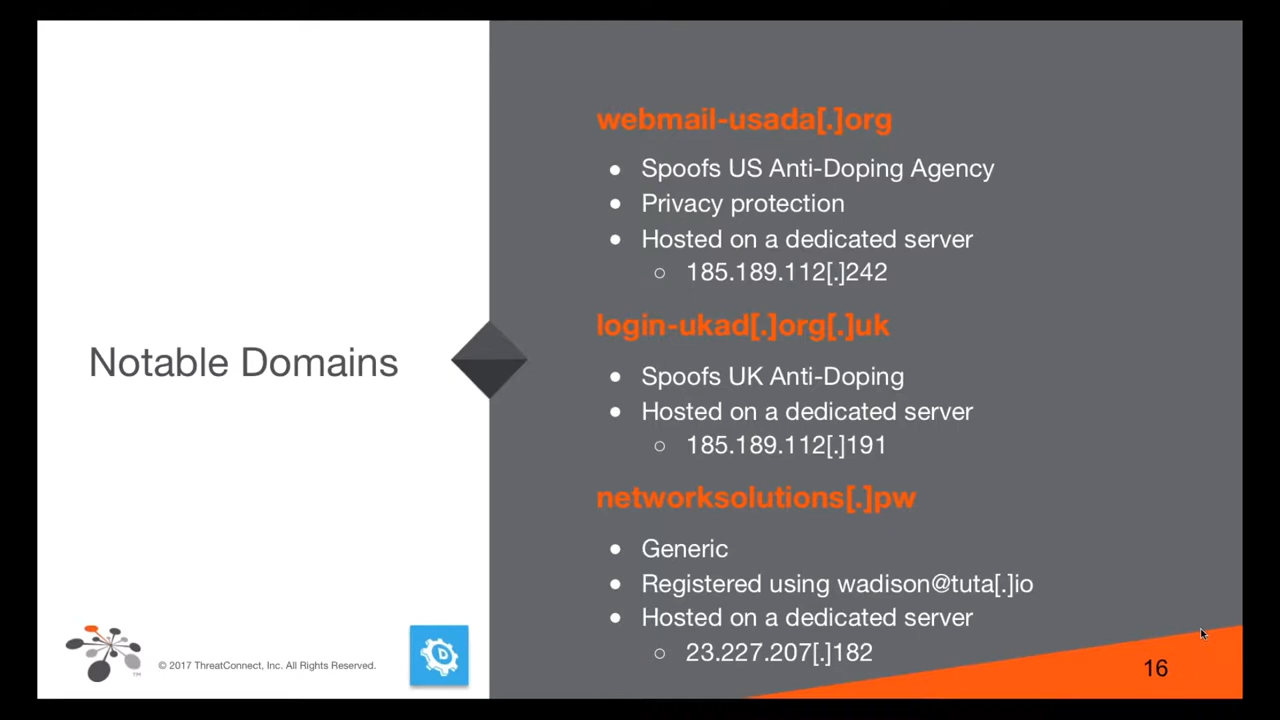 Notable Domains
webmail-usada[.]org
● Spoofs US Anti-Doping Agency
● Privacy protection
● Hosted on a dedicated server
○ 185.189.112[.]242
login-ukad[.]org[.]uk
● Spoofs UK Anti-Doping
● Hosted on a dedicated server
○ 185.189.112[.]191
networksolutions[.]pw
● Generic
● Registered using wadison@tuta[.]io
● Hosted on a dedicated server
○ 23.227.207[.]182
TM
© 2017 ThreatConnect, Inc. All Rights Reserved.
D
16